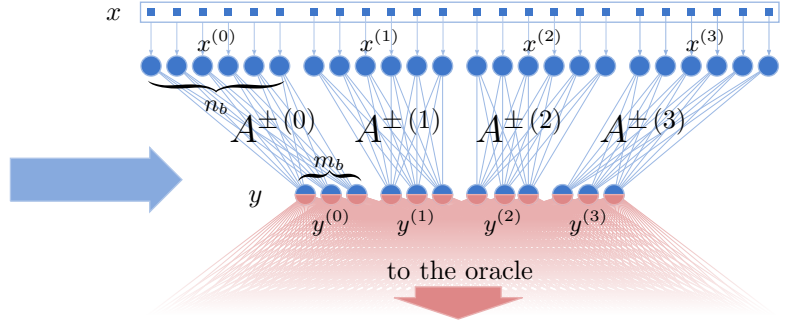 x
x^(0) x^(1) x^(2) x^(3)
n_b
A^±(0) A^±(1) A^±(2) A^±(3)
m_b
y
y^(0) y^(1) y^(2) y^(3)
to the oracle